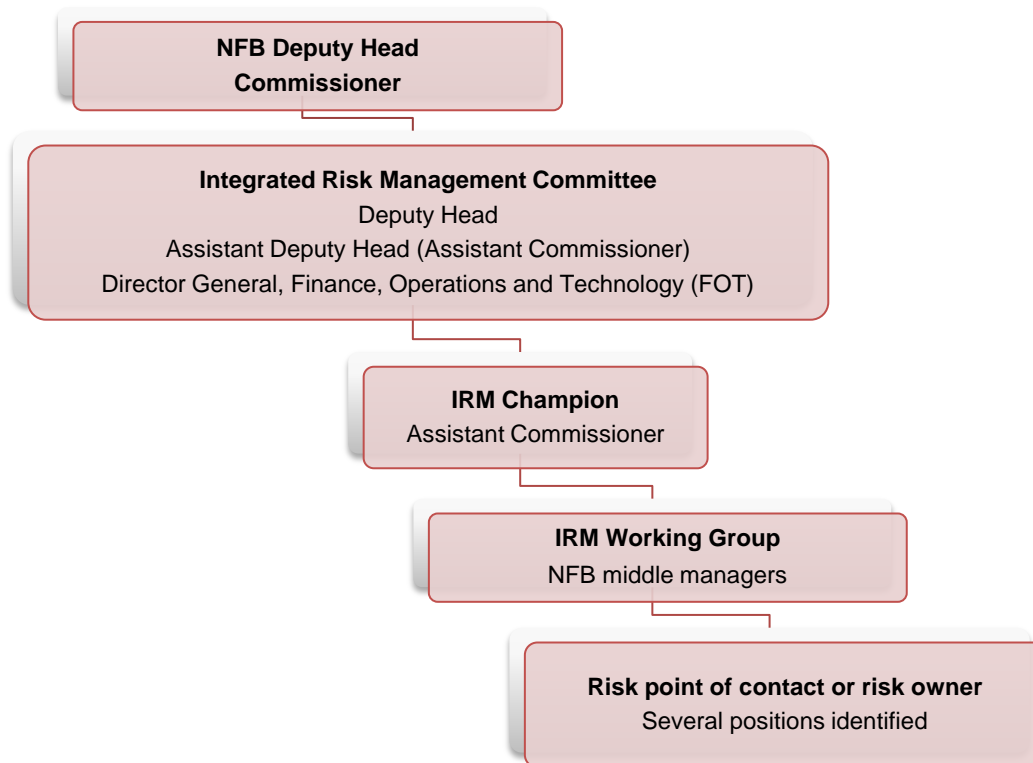 NFB Deputy Head
Commissioner
Integrated Risk Management Committee
Deputy Head
Assistant Deputy Head (Assistant Commissioner)
Director General, Finance, Operations and Technology (FOT)
IRM Champion
Assistant Commissioner
IRM Working Group
NFB middle managers
Risk point of contact or risk owner
Several positions identified